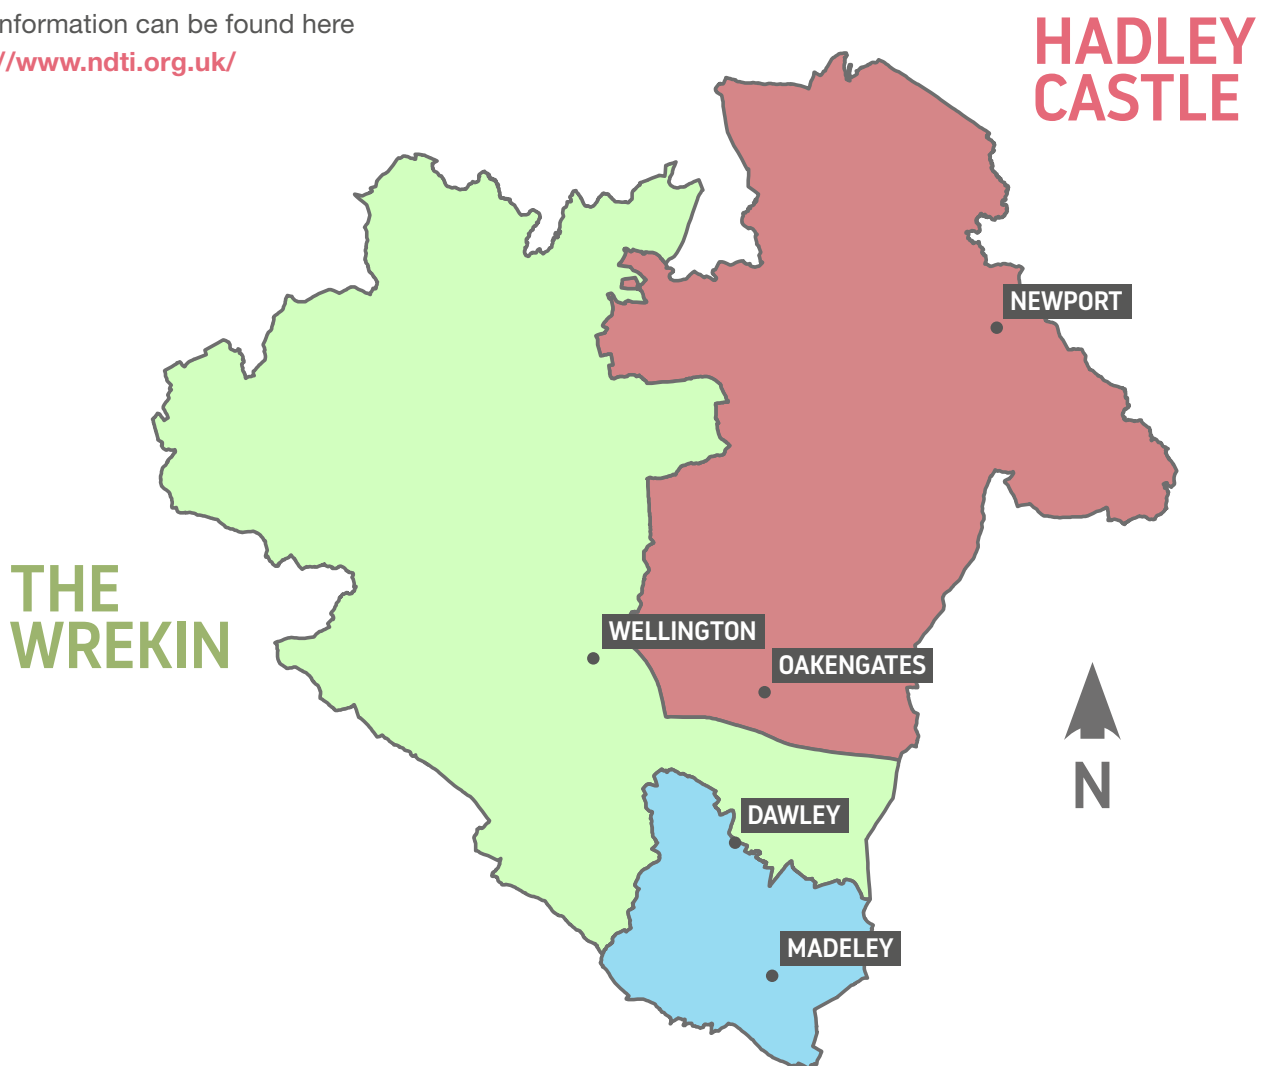 nformation can be found here
//www.ndti.org.uk/
HADLEY
CASTLE
NEWPORT
THE
WREKIN
WELLINGTON
OAKENGATES
N
DAWLEY
MADELEY